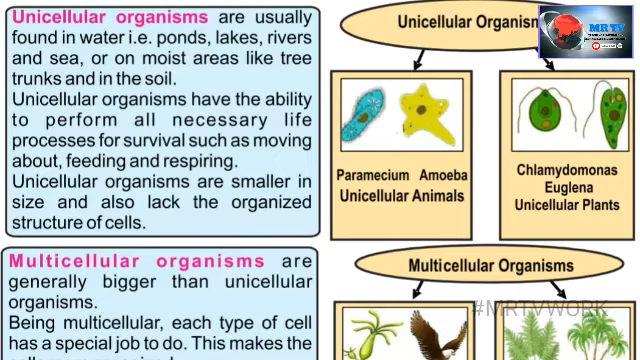 Unicellular organisms are usually
found in water i.e. ponds, lakes, rivers
and sea, or on moist areas like tree
trunks and in the soil.
Unicellular organisms have the ability
to perform all necessary life
processes for survival such as moving
about, feeding and respiring.
Unicellular organisms are smaller in
size and also lack the organized
structure of cells.
Unicellular Organisn
MR TV
Paramecium Amoeba
Unicellular Animals
Chlamydomonas
Euglena
Unicellular Plants
Multicellular organisms are
generally bigger than unicellular
organisms.
Being multicellular, each type of cell
has a special job to do. This makes the
Multicellular Organisms
#MRTVWORK